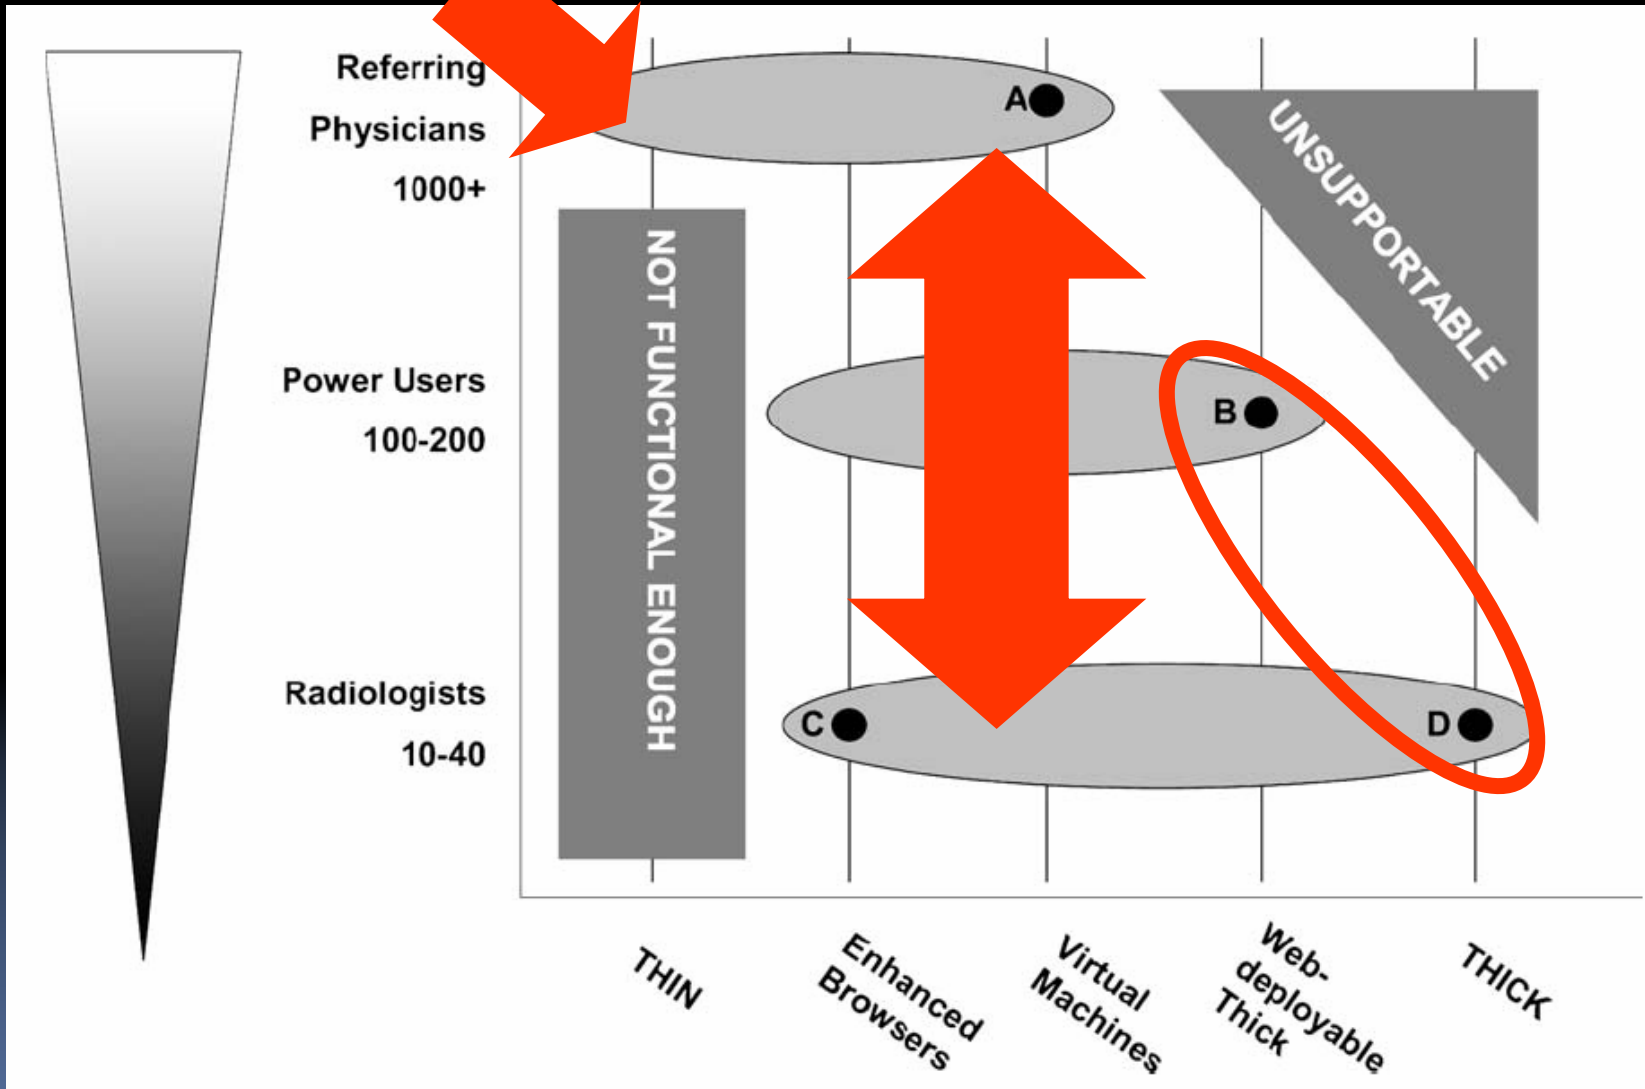 Referring
Physicians
1000+
A
UNSUPPORTABLE
NOT FUNCTIONAL ENOUGH
Power Users
100-200
B
Radiologists
10-40
C
D
THIN
Enhanced
Browsers
Virtual
Machines
Web-
deployable
Thick
THICK